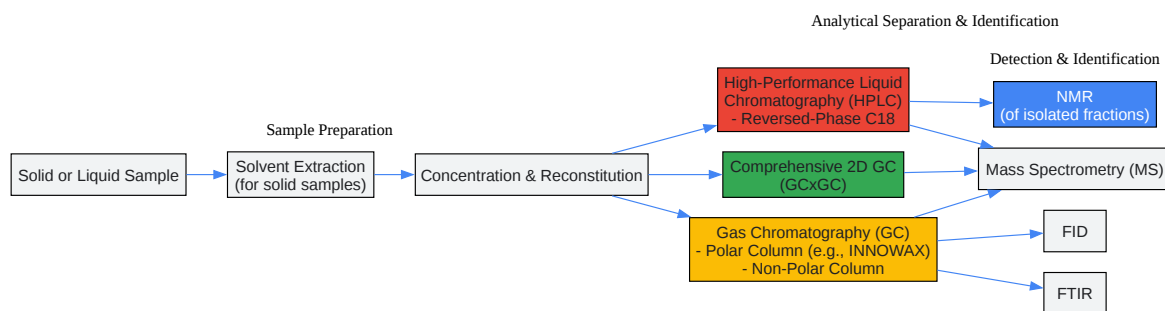 Analytical Separation & Identification
Detection & Identification
Sample Preparation
Solid or Liquid Sample
Solvent Extraction
(for solid samples)
Concentration & Reconstitution
High-Performance Liquid
Chromatography (HPLC)
- Reversed-Phase C18
Comprehensive 2D GC
(GCxGC)
Gas Chromatography (GC)
- Polar Column (e.g., INNOWAX)
- Non-Polar Column
NMR
(of isolated fractions)
Mass Spectrometry (MS)
FID
FTIR